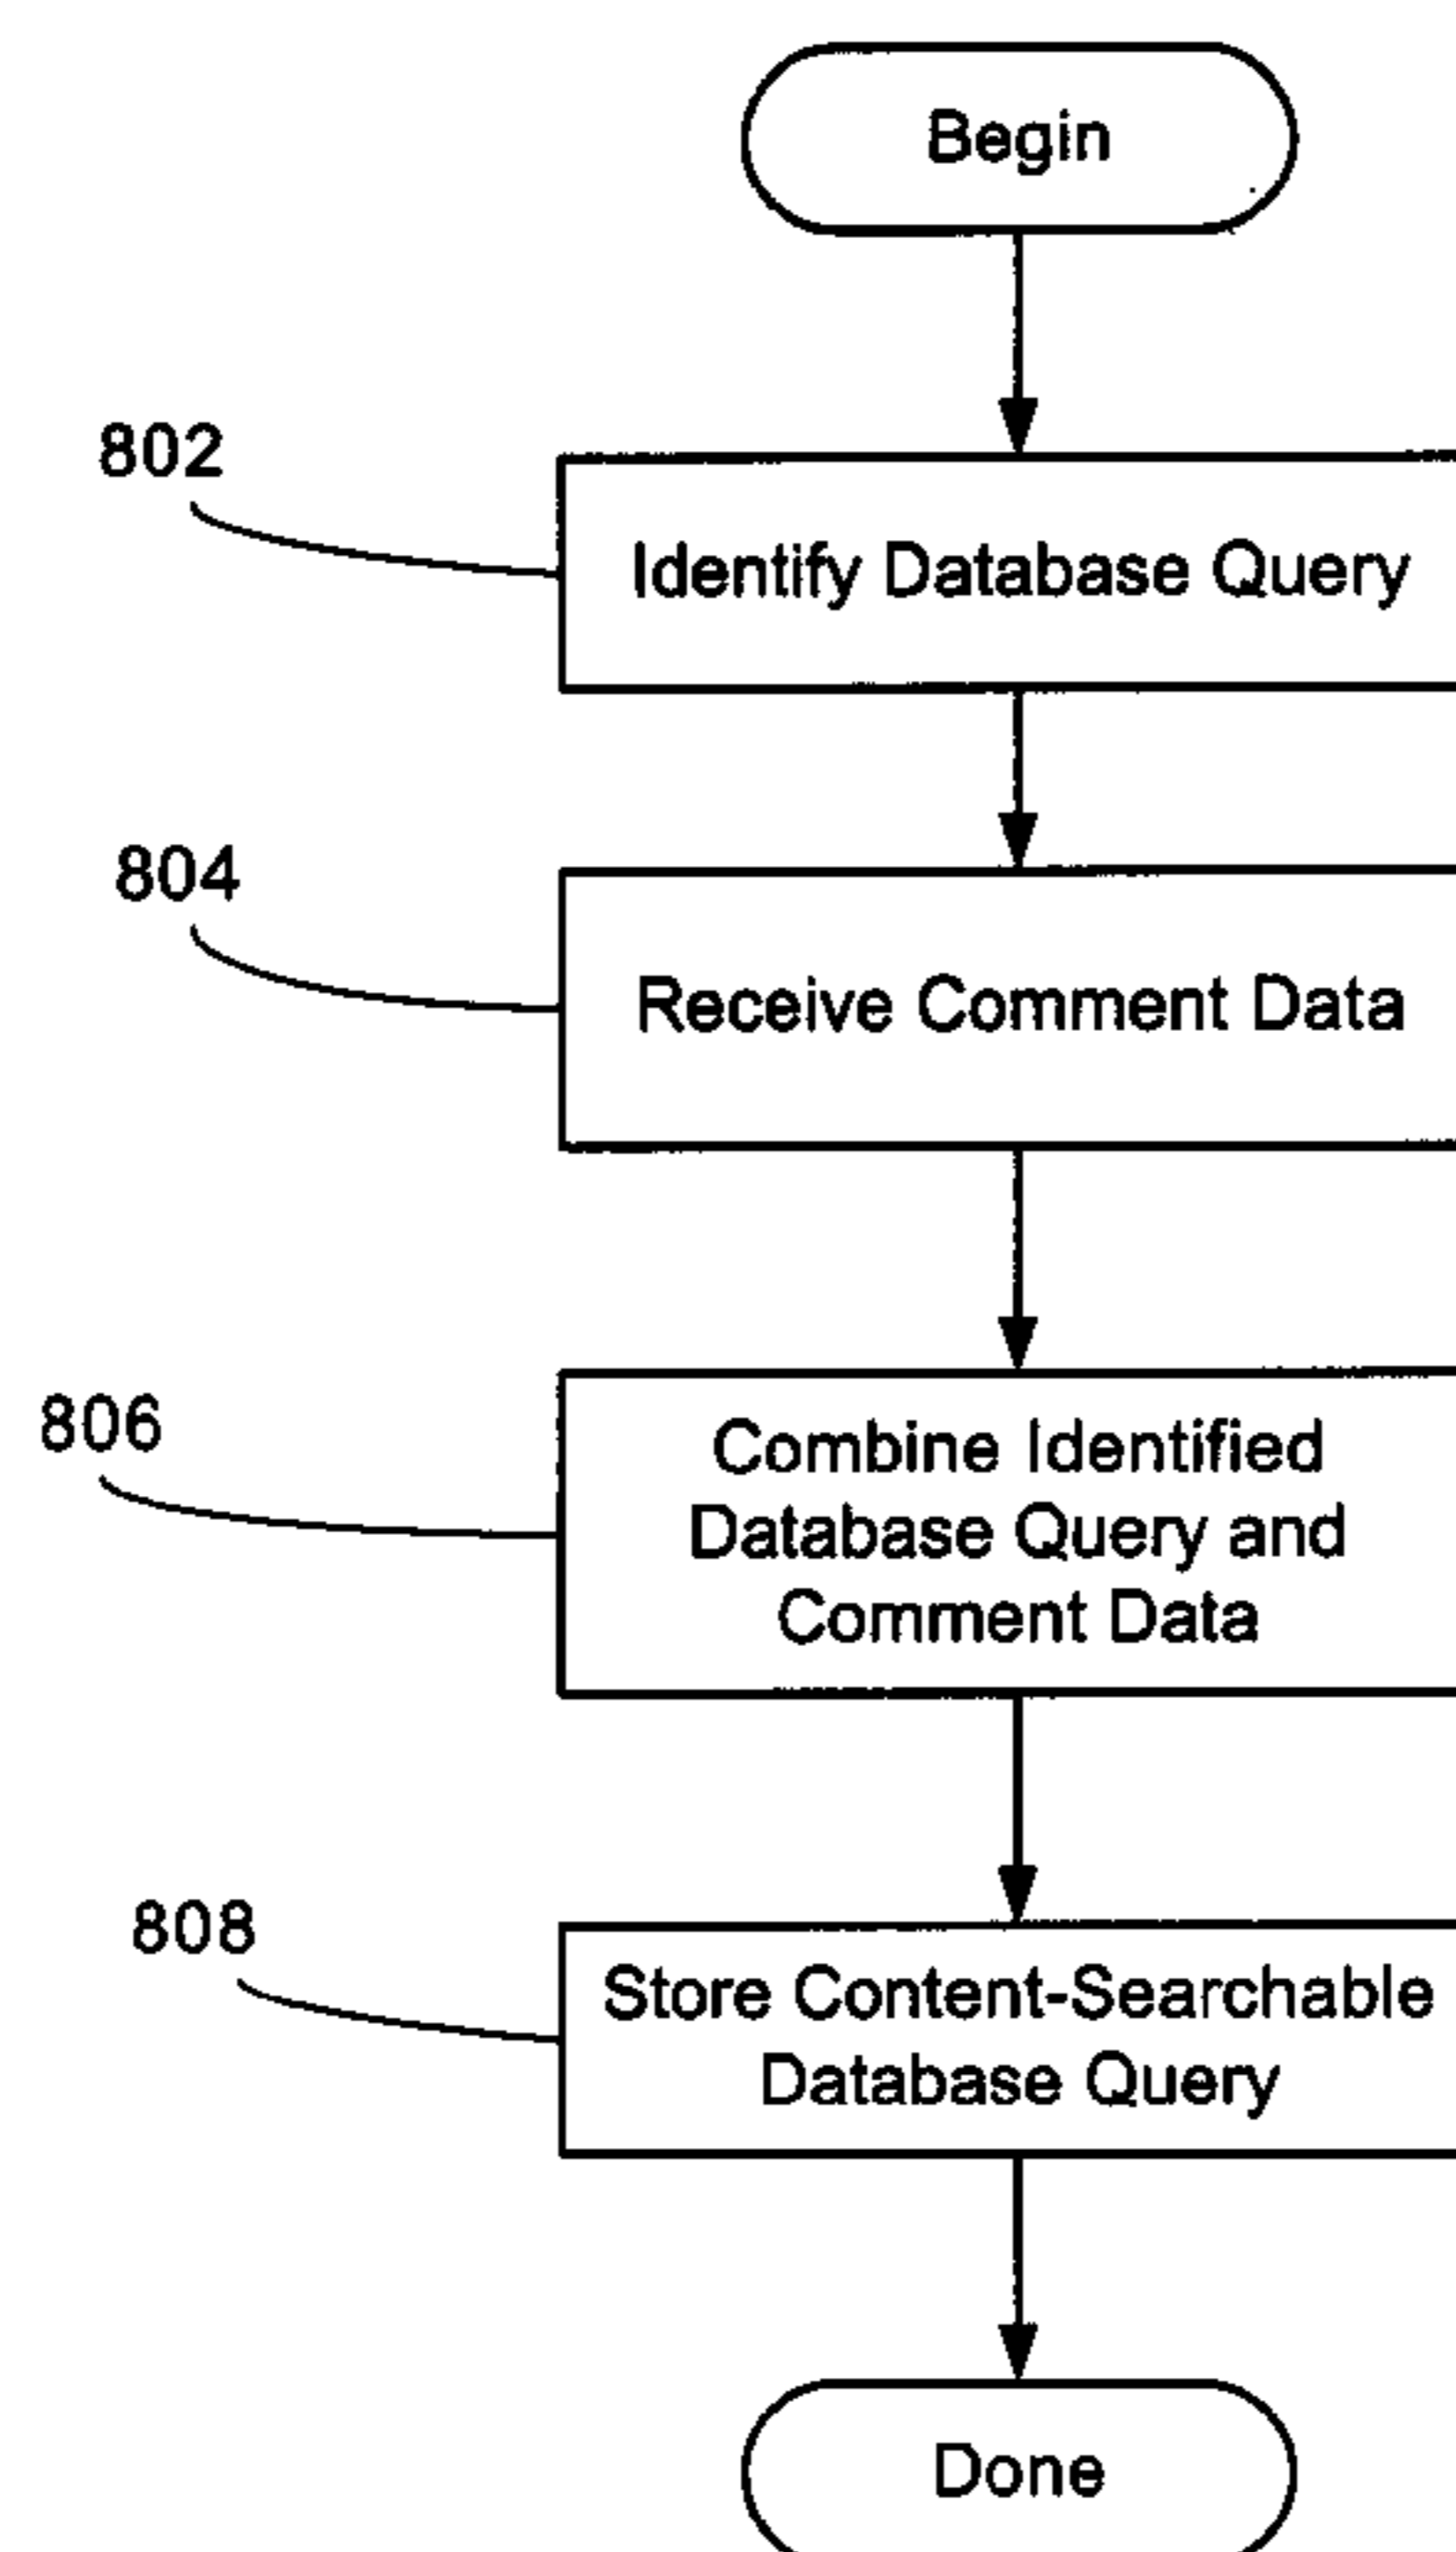 Begin
802
Identify Database Query
804
Receive Comment Data
806
Combine Identified
Database Query and
Comment Data
808
Store Content-Searchable
Database Query
Done